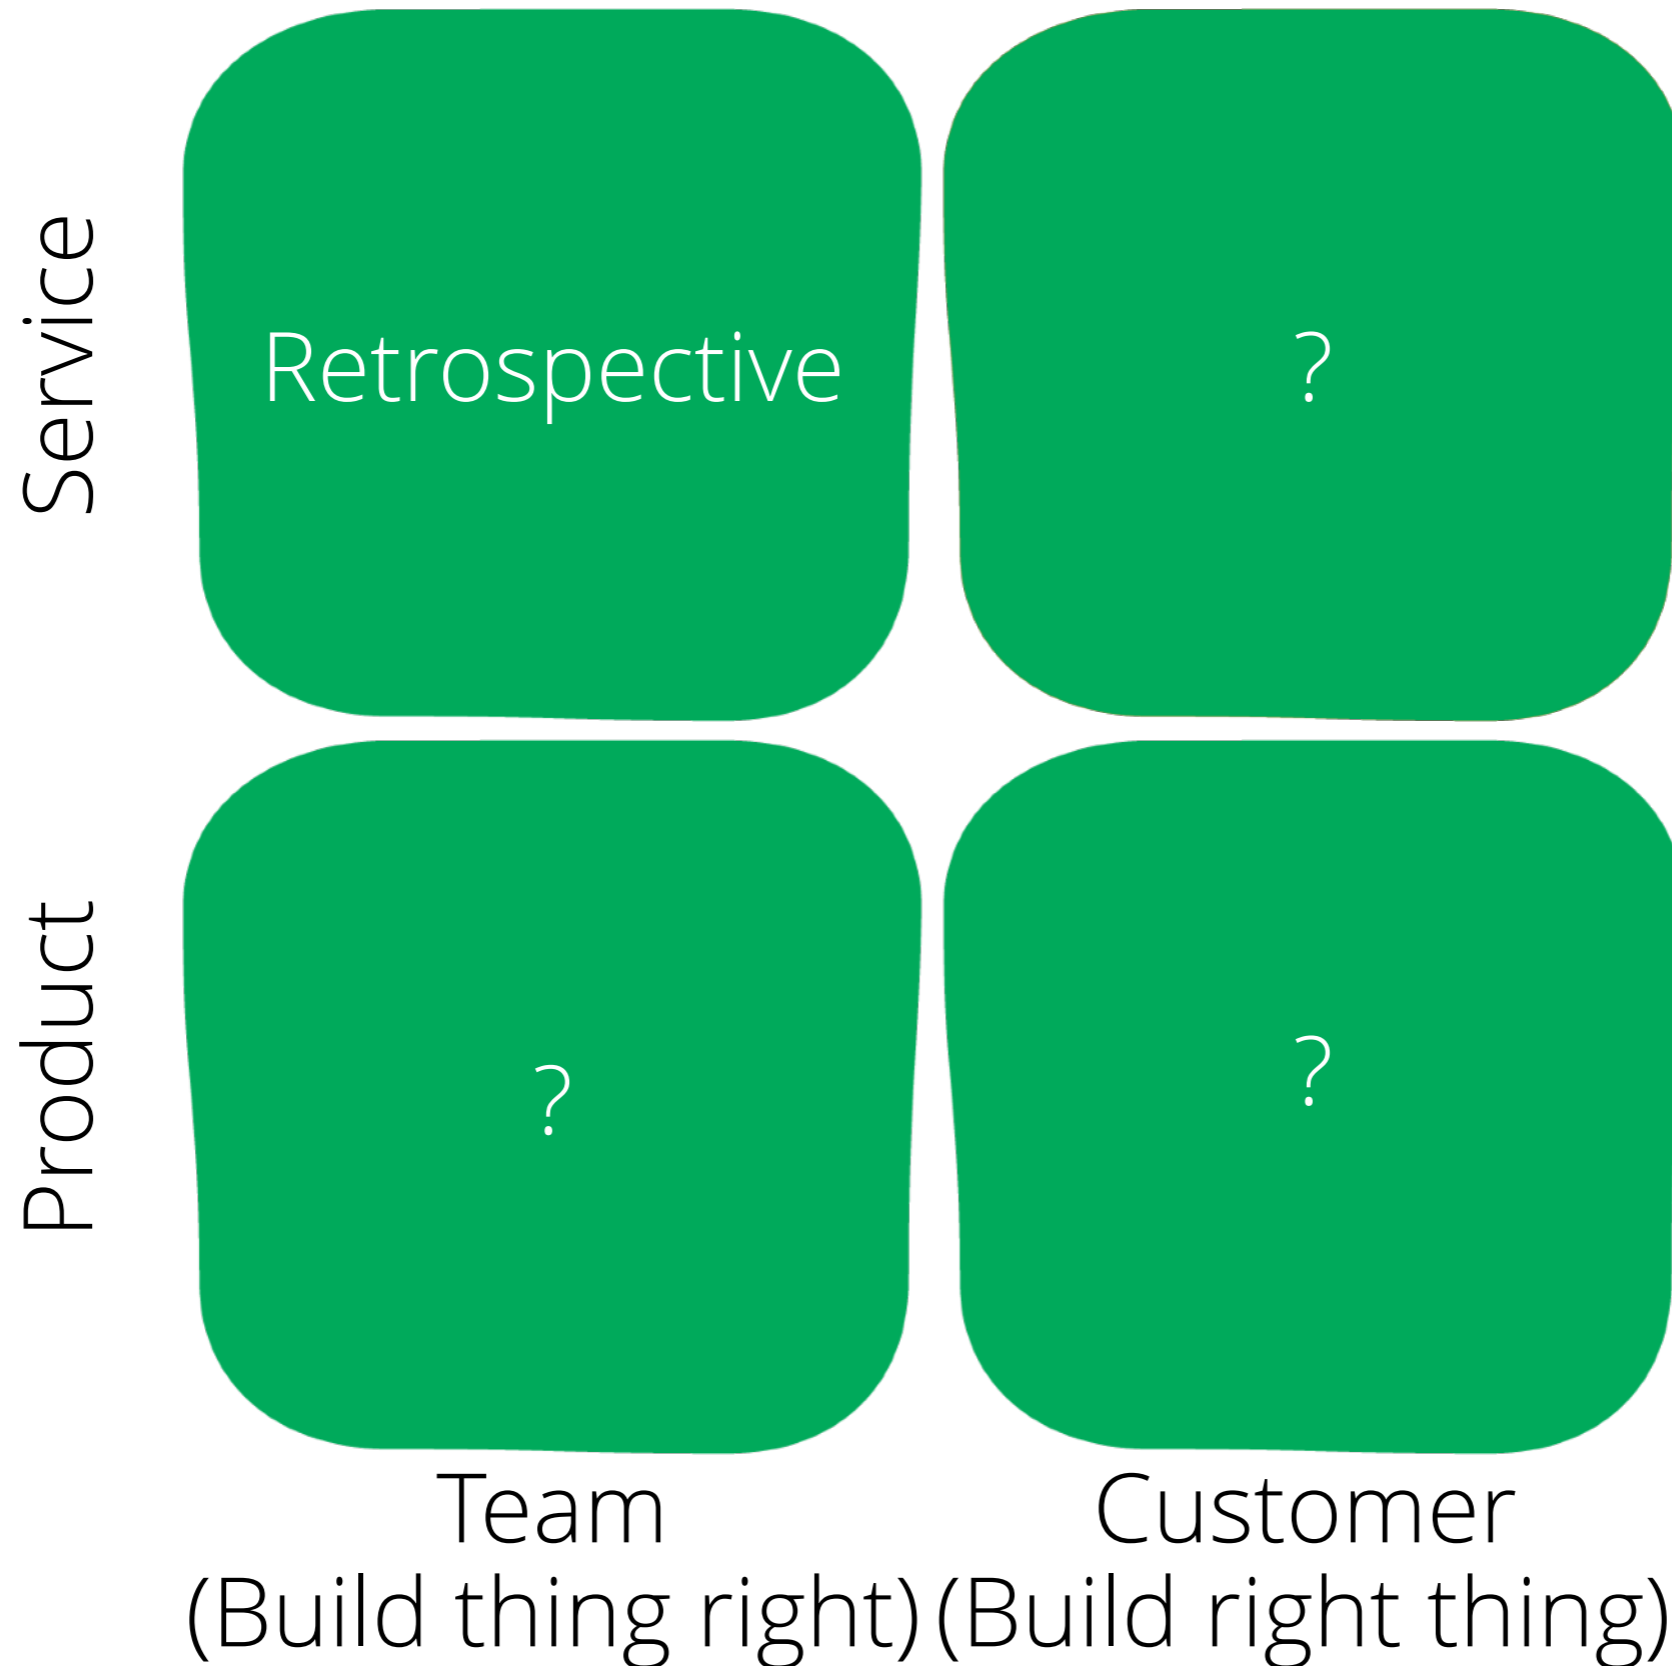 Service
Retrospective
?
Product
?
?
Team
(Build thing right)
Customer
(Build right thing)